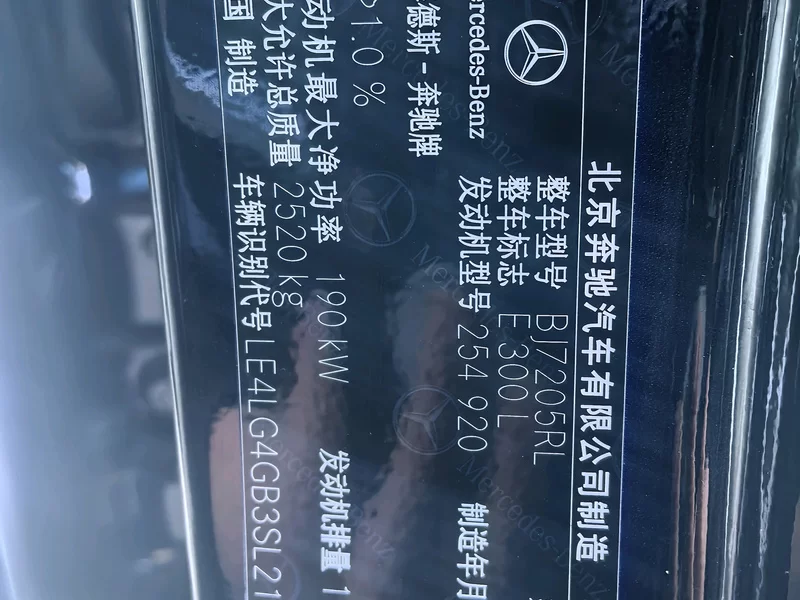 北京奔驰汽车有限公司制造
Mercedes-Benz
整车型号 BJ7205RL
德斯-奔驰牌 整车标志 E 300 L
发动机型号 254 920 制造年月
≥1.0 %
动机最大净功率 190 kW 发动机排量 1
大允许总质量 2520 kg
国 制造 车辆识别代号 LE4LG4GB3SL21